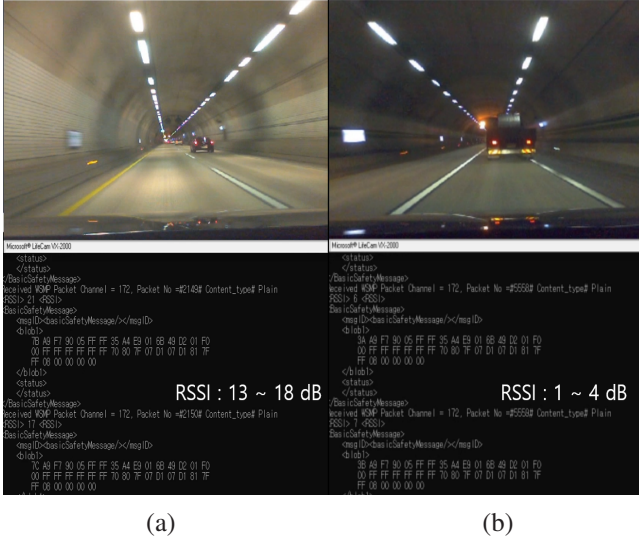 Microsoft® LifeCam VX-2000
<status>
</status>
/BasicSafetyMessage>
Received WSMP Packet Channel = 172, Packet No =#2149# Content_type# Plain
<RSSI> 21 <RSSI>
<BasicSafetyMessage>
<msgID><basicSafetyMessage/></msgID>
<blob1>
7B A9 F7 90 05 FF FF 35 A4 E9 01 6B 49 D2 01 F0
00 FF FF FF FF FF FF 70 80 7F 07 D1 07 D1 81 7F
FF 08 00 00 00 00
</blob1>
<status>
</status>
RSSI : 13 ~ 18 dB
/BasicSafetyMessage>
Received WSMP Packet Channel = 172, Packet No =#2150# Content_type# Plain
<RSSI> 17 <RSSI>
<BasicSafetyMessage>
<msgID><basicSafetyMessage/></msgID>
<blob1>
7C A9 F7 90 05 FF FF 35 A4 E9 01 6B 49 D2 01 F0
00 FF FF FF FF FF FF 70 80 7F 07 D1 07 D1 81 7F
FF 08 00 00 00 00
(a)
Microsoft® LifeCam VX-2000
<status>
</status>
/BasicSafetyMessage>
Received WSMP Packet Channel = 172, Packet No =#5558# Content_type# Plain
<RSSI> 6 <RSSI>
<BasicSafetyMessage>
<msgID><basicSafetyMessage/></msgID>
<blob1>
3A A9 F7 90 05 FF FF 35 A4 E9 01 6B 49 D2 01 F0
00 FF FF FF FF FF FF 70 80 7F 07 D1 07 D1 81 7F
FF 08 00 00 00 00
</blob1>
<status>
</status>
RSSI : 1 ~ 4 dB
/BasicSafetyMessage>
Received WSMP Packet Channel = 172, Packet No =#5559# Content_type# Plain
<RSSI> 7 <RSSI>
<BasicSafetyMessage>
<msgID><basicSafetyMessage/></msgID>
<blob1>
3B A9 F7 90 05 FF FF 35 A4 E9 01 6B 49 D2 01 F0
00 FF FF FF FF FF FF 70 80 7F 07 D1 07 D1 81 7F
FF 08 00 00 00 00
(b)